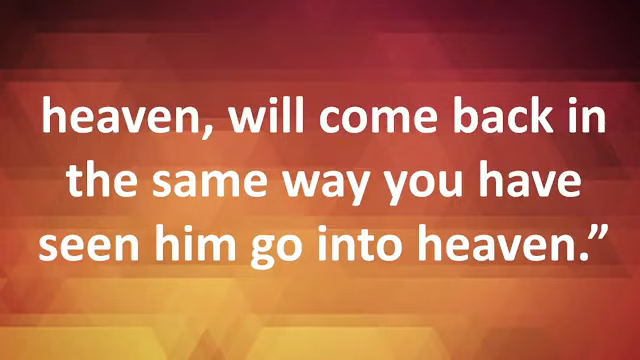 heaven, will come back in
the same way you have
seen him go into heaven.”